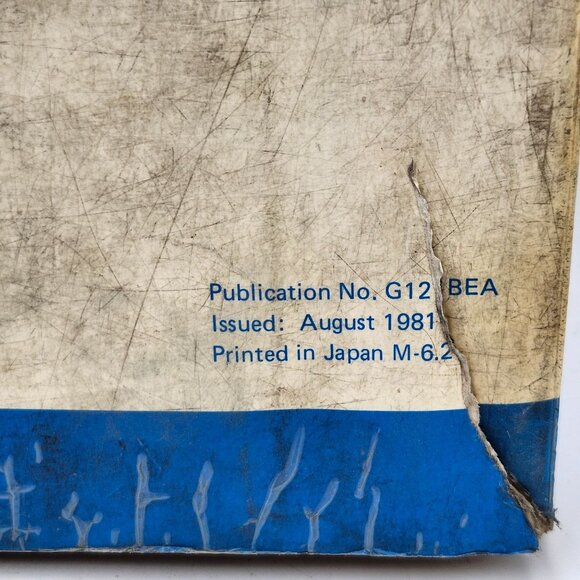 Publication No. G12 BEA
Issued: August 1981
Printed in Japan M-6.2